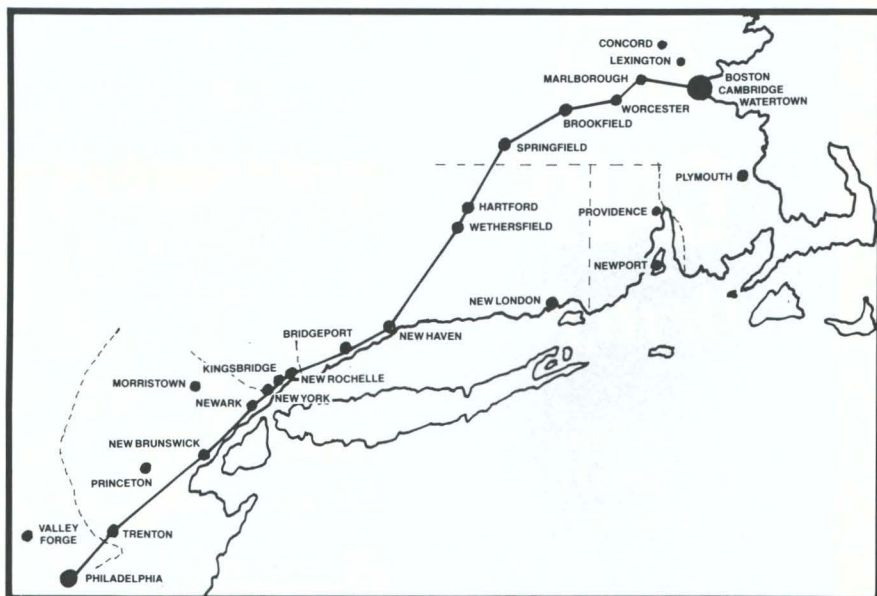 CONCORD
LEXINGTON
MARLBOROUGH
BOSTON
CAMBRIDGE
WATERTOWN
WORCESTER
BROOKFIELD
SPRINGFIELD
PLYMOUTH
HARTFORD
PROVIDENCE
WETHERSFIELD
NEWPORT
NEW LONDON
NEW HAVEN
BRIDGEPORT
KINGSBRIDGE
NEW ROCHELLE
MORRISTOWN
NEW YORK
NEWARK
NEW BRUNSWICK
PRINCETON
VALLEY
FORGE
TRENTON
PHILADELPHIA